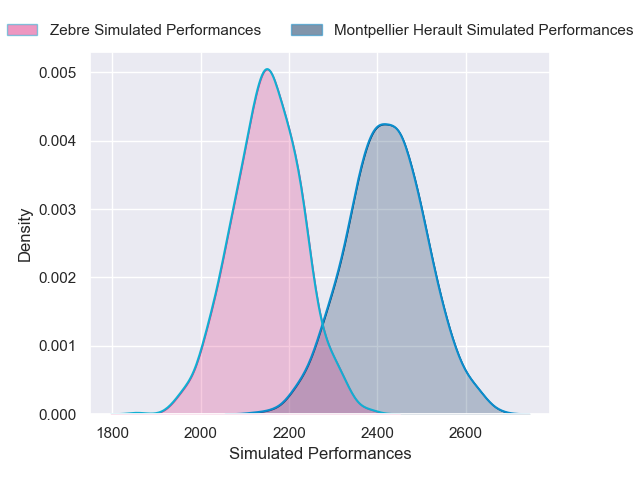 Zebre Simulated Performances Montpellier Herault Simulated Performances
0.005
0.004
0.003
0.002
0.001
0.000
1800 2000 2200 2400 2600
Density
Simulated Performances